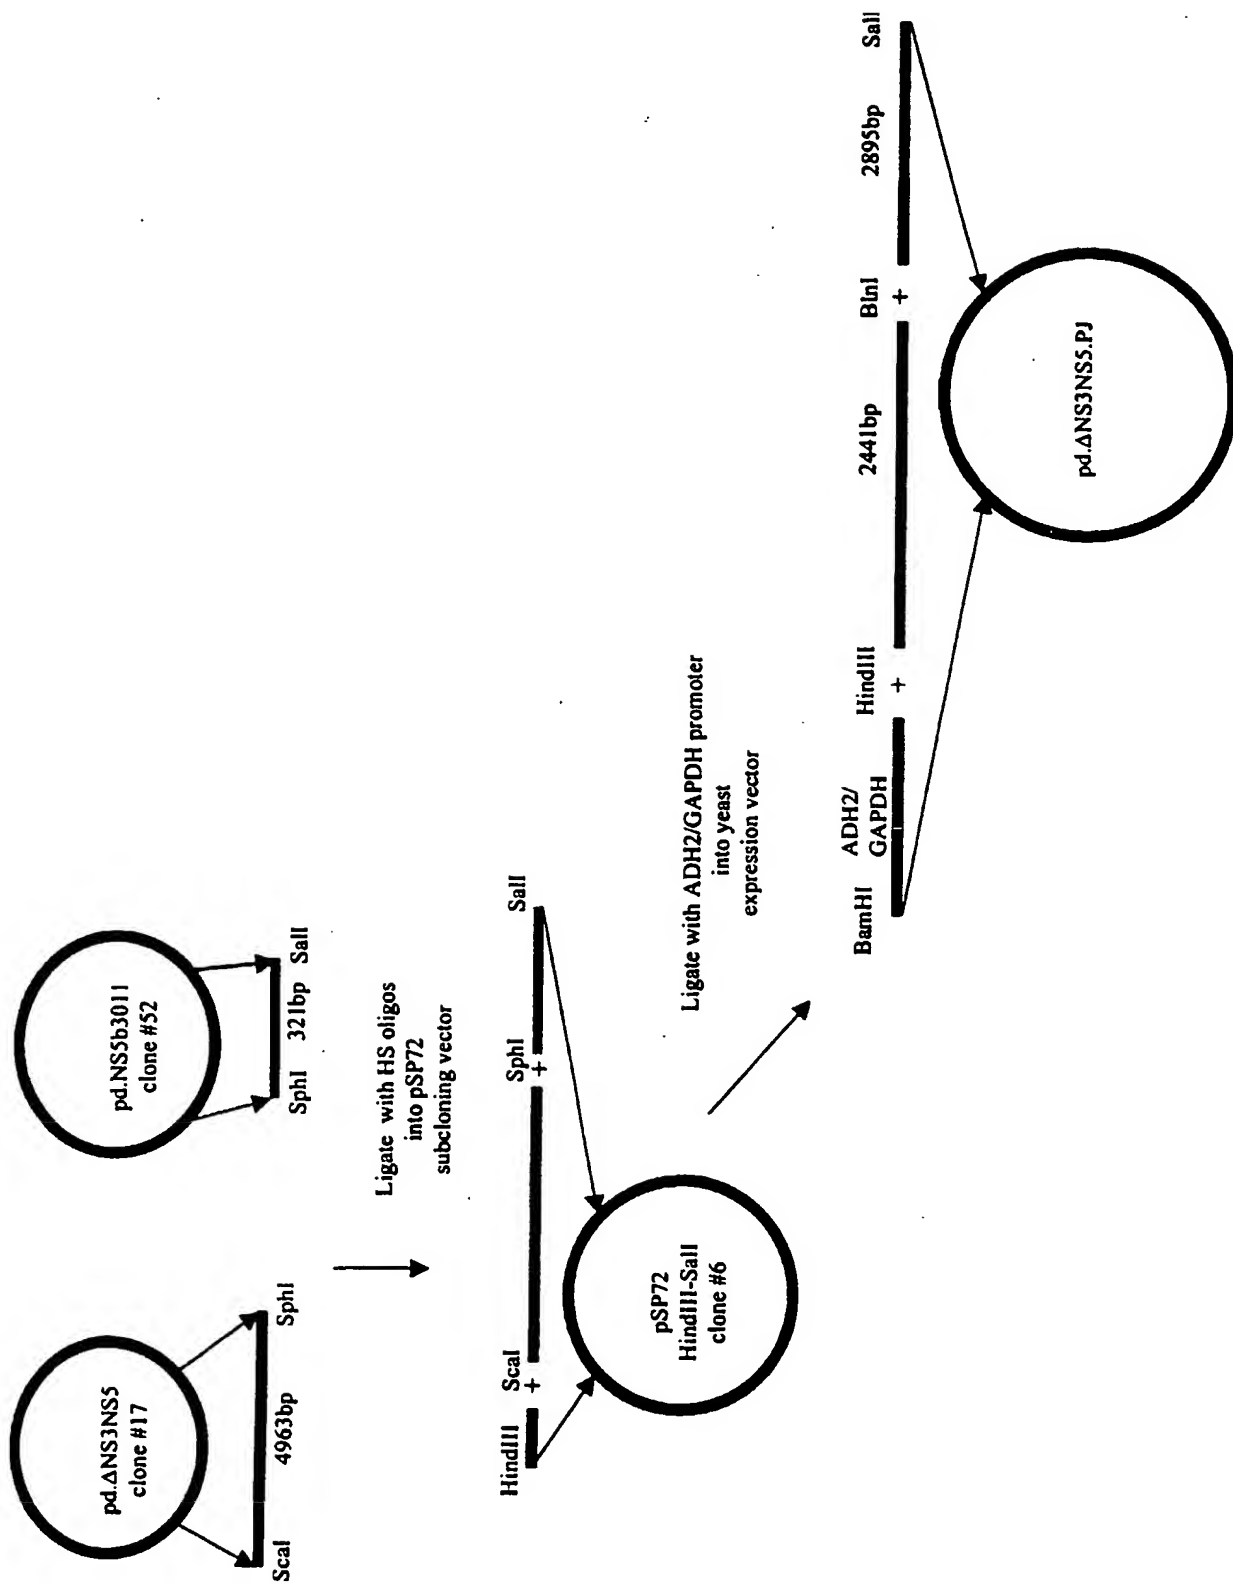 pd.ΔNS3NS5
clone #17
ScaI
4963bp
SphI
pd.NS5b3011
clone #52
SphI
321bp
SalI
Ligate with HS oligos
into pSP72
subcloning vector
HindIII
ScaI
+
SphI
+
SalI
pSP72
HindIII-SalI
clone #6
Ligate with ADH2/GAPDH promoter
into yeast
expression vector
BamHI
ADH2/
GAPDH
HindIII
+
2441bp
BlnI
+
2895bp
SalI
pd.ΔNS3NS5.PJ